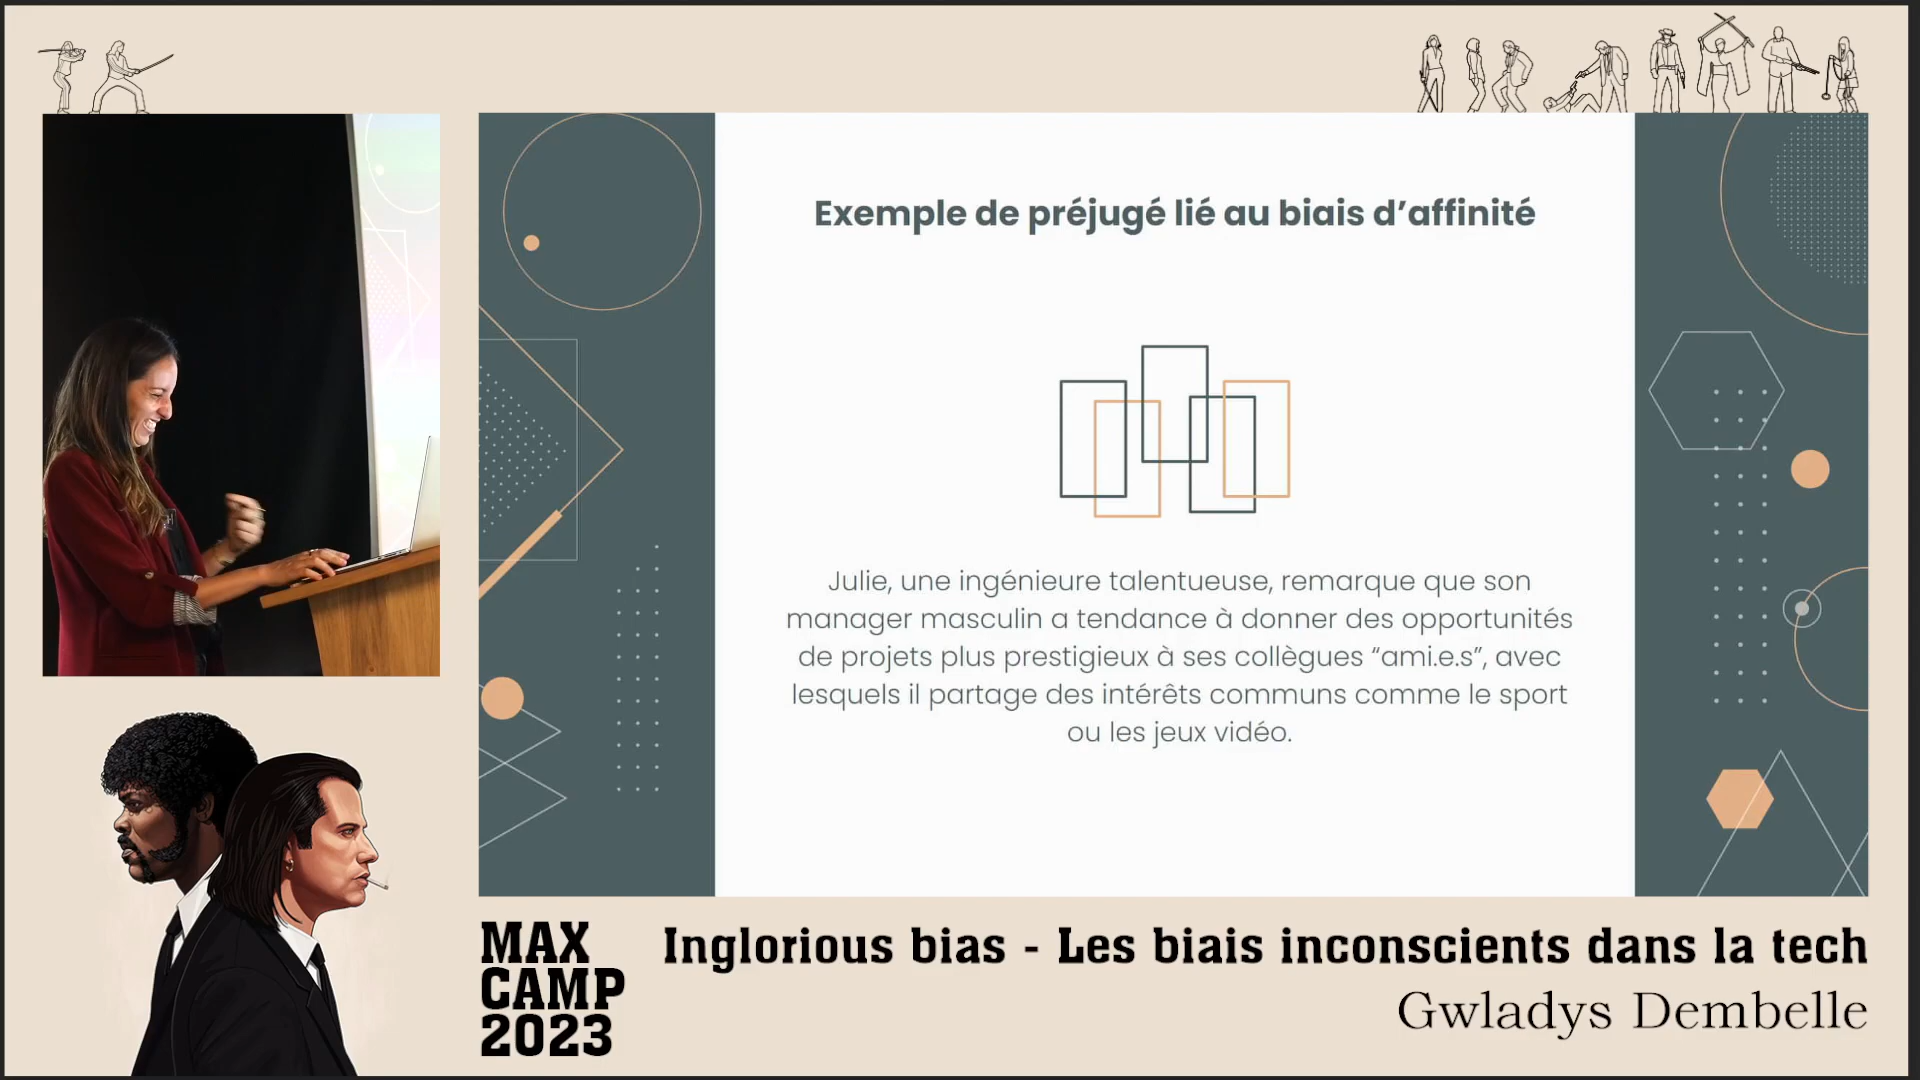 Exemple de préjugé lié au biais d’affinité
Julie, une ingénieure talentueuse, remarque que son
manager masculin a tendance à donner des opportunités
de projets plus prestigieux à ses collègues “ami.e.s”, avec
lesquels il partage des intérêts communs comme le sport
ou les jeux vidéo.
MAX
CAMP
2023
Inglorious bias - Les biais inconscients dans la tech
Gwladys Dembelle